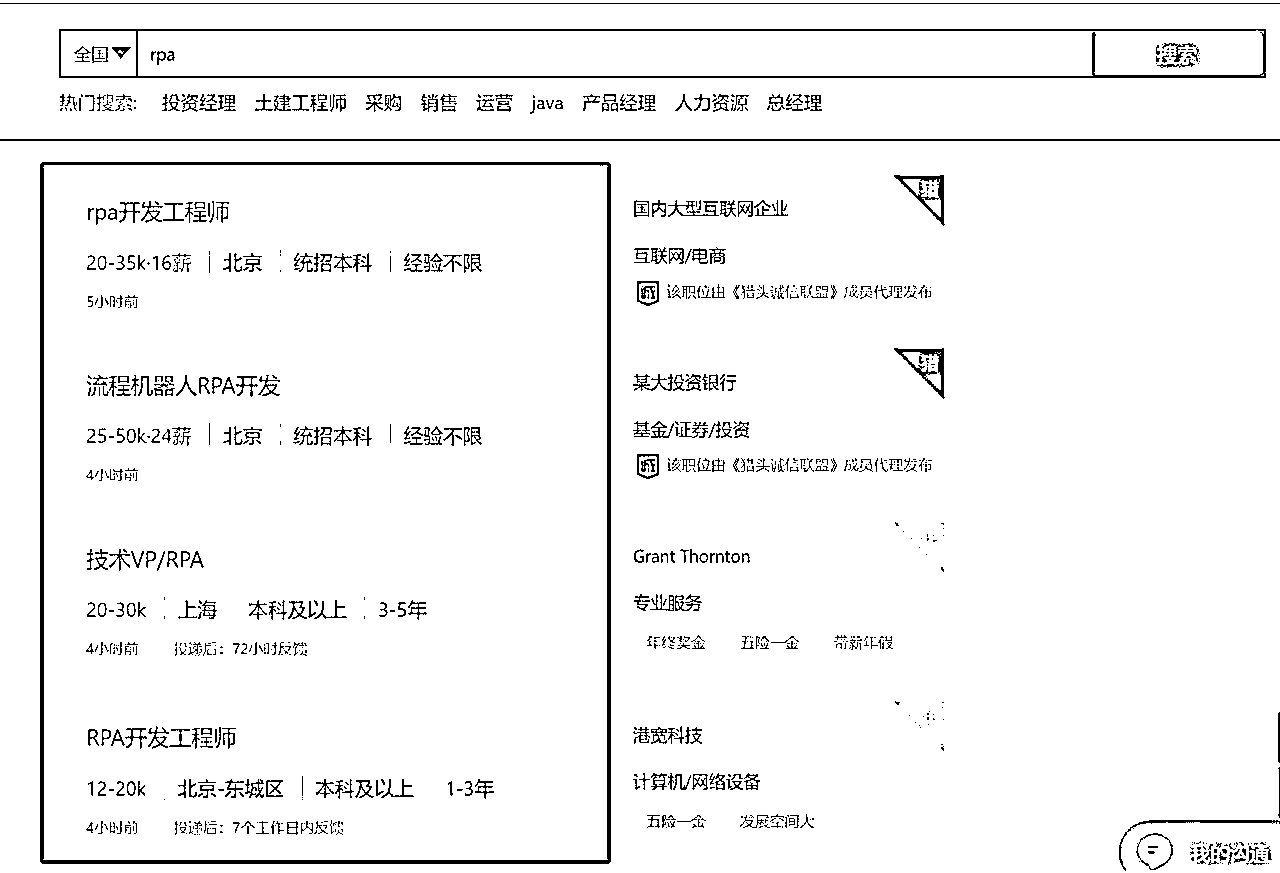 全国 rpa 搜索
热门搜索: 投资经理 土建工程师 采购 销售 运营 java 产品经理 人力资源 总经理
rpa开发工程师
20-35k·16薪 北京 统招本科 经验不限
5小时前
国内大型互联网企业
猎
互联网/电商
该职位由《猎头诚信联盟》成员代理发布
流程机器人RPA开发
25-50k·24薪 北京 统招本科 经验不限
4小时前
某大投资银行
猎
基金/证券/投资
该职位由《猎头诚信联盟》成员代理发布
技术VP/RPA
20-30k 上海 本科及以上 3-5年
4小时前 投递后：72小时反馈
Grant Thornton
专业服务
年终奖金 五险一金 带薪年假
RPA开发工程师
12-20k 北京-东城区 本科及以上 1-3年
4小时前 投递后：7个工作日内反馈
港宽科技
计算机/网络设备
五险一金 发展空间大
我的沟通